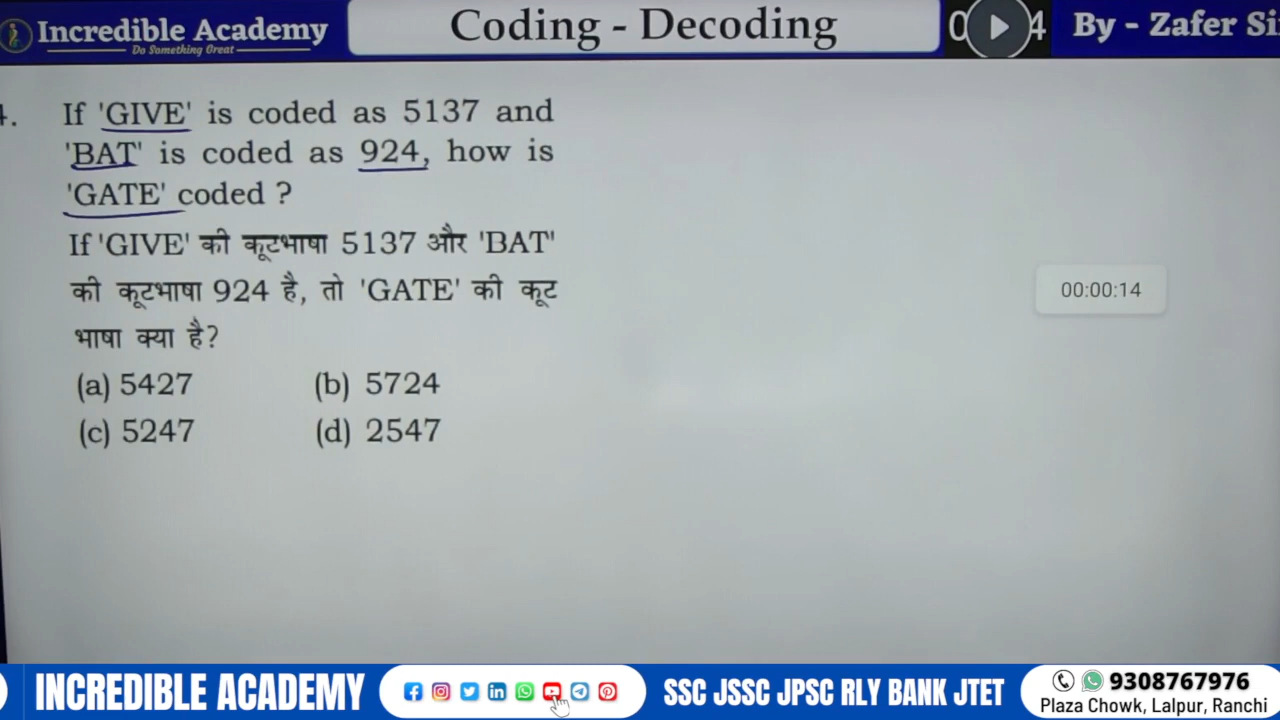 Incredible Academy
Do Something Great
Coding - Decoding
By - Zafer Si
If 'GIVE' is coded as 5137 and
'BAT' is coded as 924, how is
'GATE' coded ?
If 'GIVE' की कूटभाषा 5137 और 'BAT'
की कूटभाषा 924 है, तो 'GATE' की कूट
भाषा क्या है?
(a) 5427 (b) 5724
(c) 5247 (d) 2547
00:00:14
INCREDIBLE ACADEMY
SSC JSSC JPSC RLY BANK JTET
9308767976
Plaza Chowk, Lalpur, Ranchi